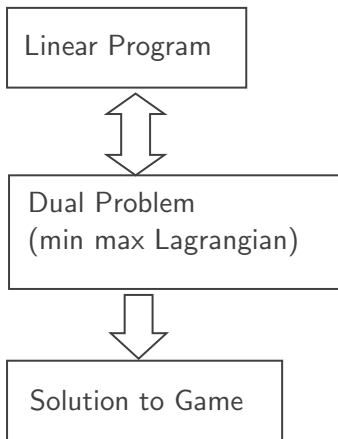 Linear Program
Dual Problem
(min max Lagrangian)
Solution to Game